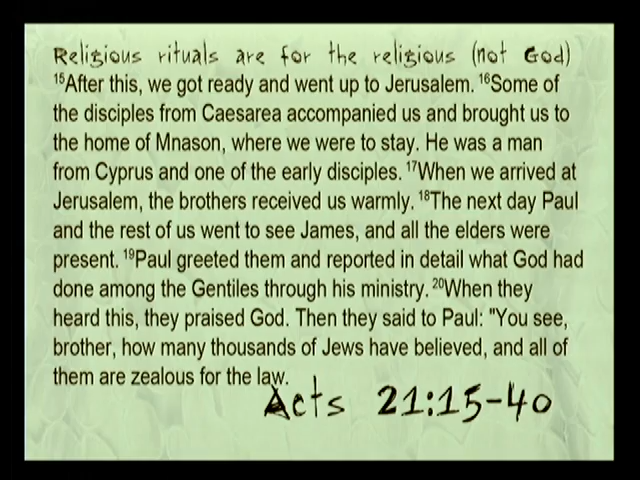 Religious rituals are for the religious (not God)
¹⁵After this, we got ready and went up to Jerusalem. ¹⁶Some of
the disciples from Caesarea accompanied us and brought us to
the home of Mnason, where we were to stay. He was a man
from Cyprus and one of the early disciples. ¹⁷When we arrived at
Jerusalem, the brothers received us warmly. ¹⁸The next day Paul
and the rest of us went to see James, and all the elders were
present. ¹⁹Paul greeted them and reported in detail what God had
done among the Gentiles through his ministry. ²⁰When they
heard this, they praised God. Then they said to Paul: "You see,
brother, how many thousands of Jews have believed, and all of
them are zealous for the law.
Acts 21:15-40